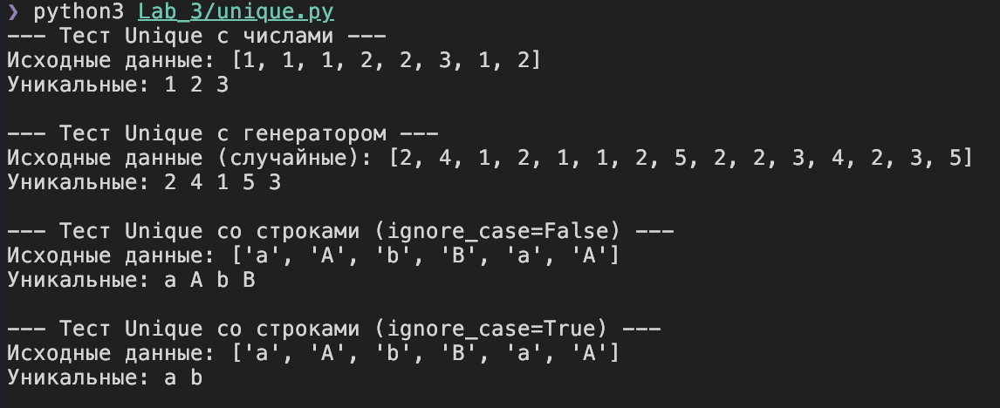 ❯ python3 Lab_3/unique.py
--- Тест Unique с числами ---
Исходные данные: [1, 1, 1, 2, 2, 3, 1, 2]
Уникальные: 1 2 3
--- Тест Unique с генератором ---
Исходные данные (случайные): [2, 4, 1, 2, 1, 1, 2, 5, 2, 2, 3, 4, 2, 3, 5]
Уникальные: 2 4 1 5 3
--- Тест Unique со строками (ignore_case=False) ---
Исходные данные: ['a', 'A', 'b', 'B', 'a', 'A']
Уникальные: a A b B
--- Тест Unique со строками (ignore_case=True) ---
Исходные данные: ['a', 'A', 'b', 'B', 'a', 'A']
Уникальные: a b